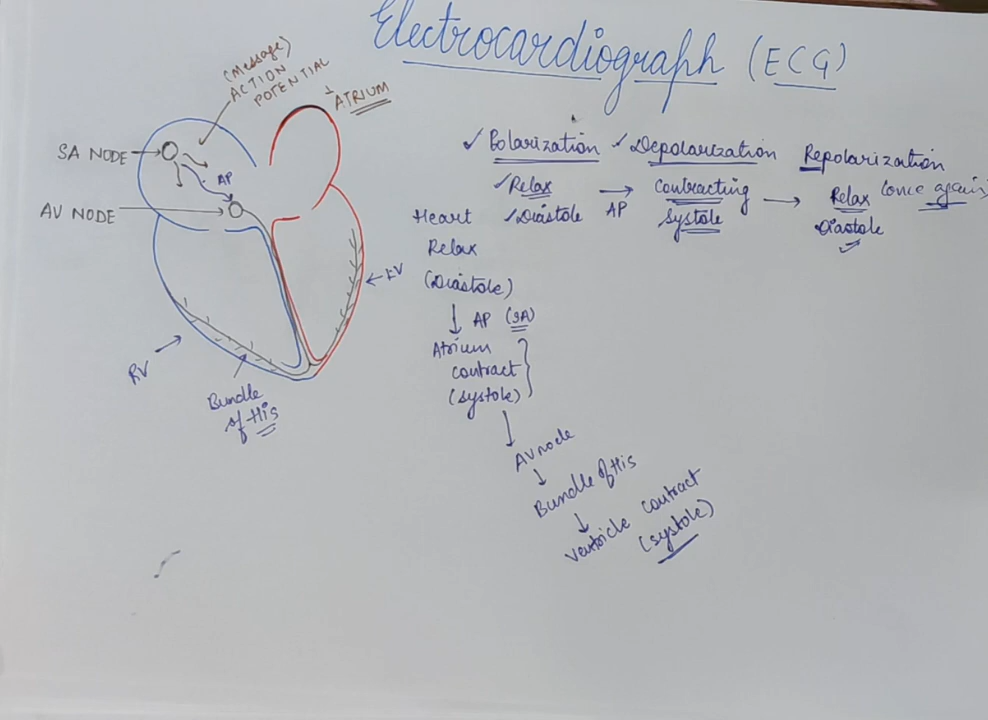 Electrocardiograph (ECG)
(Message)
ACTION
POTENTIAL
ATRIUM
SA NODE
AP
AV NODE
RV
Bundle
of His
✓ Polarization ✓ Depolarization Repolarization
✓ Relax → contracting → Relax (once again)
✓ Diastole AP systole Diastole ✓
Heart
Relax
(Diastole)
↓ AP (SA)
Atrium
contract
(systole)
↓
AV node
↓
Bundle of His
↓
Ventricle contract
(systole)